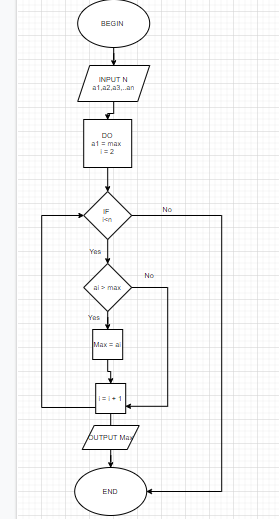 BEGIN
INPUT N
a1,a2,a3,..an
DO
a1 = max
i = 2
IF
i<n
No
Yes
ai > max
No
Yes
Max = ai
i = i + 1
OUTPUT Max
END